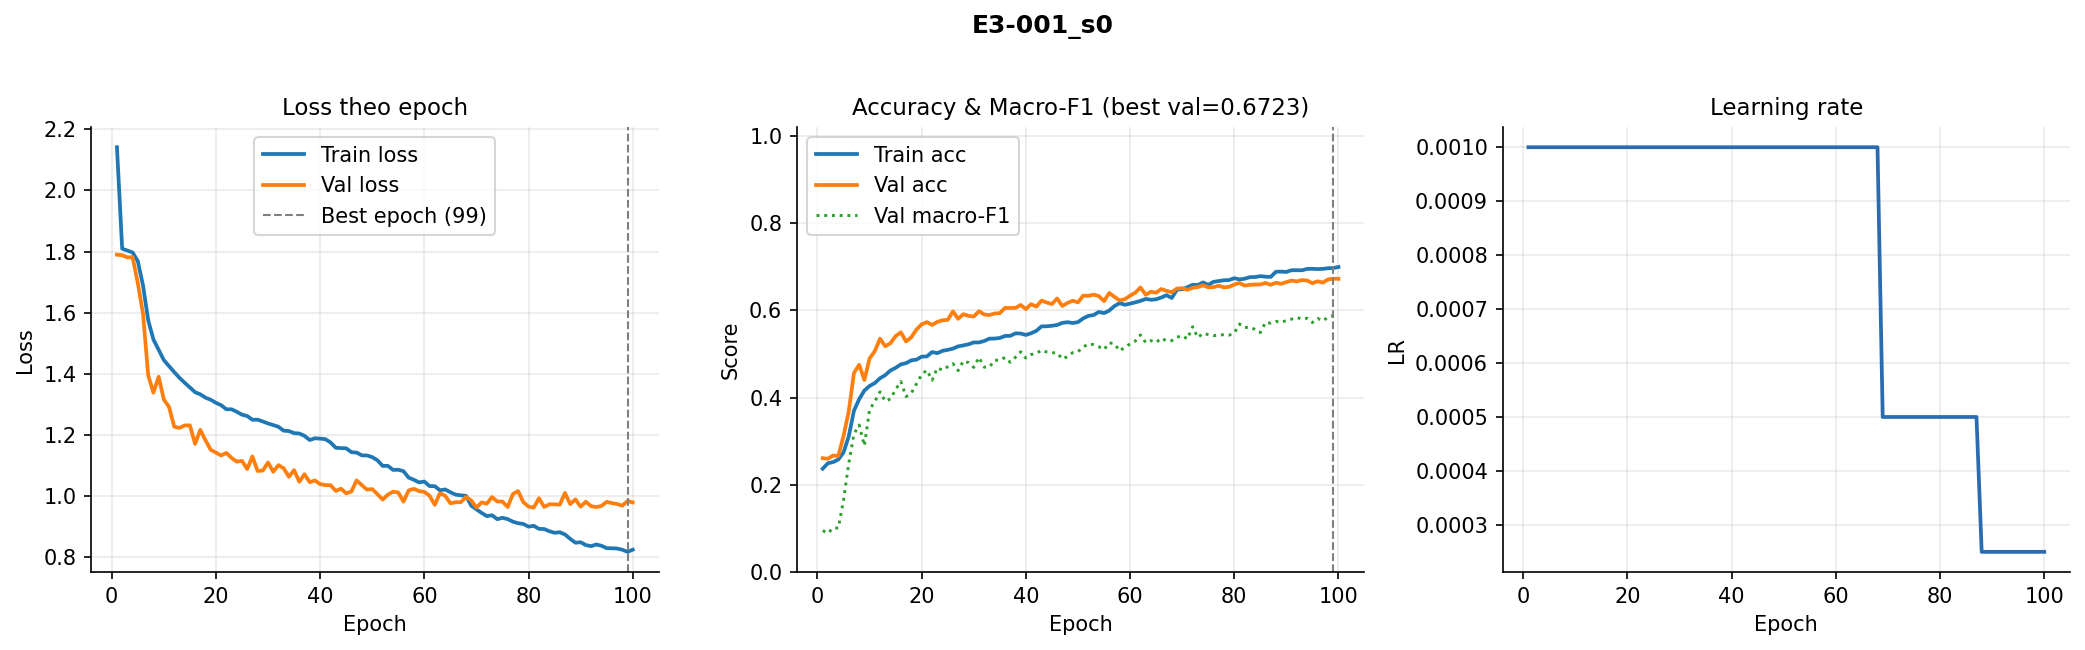 E3-001_s0
Loss theo epoch
2.2
2.0
1.8
1.6
1.4
1.2
1.0
0.8
Loss
Train loss
Val loss
Best epoch (99)
0 20 40 60 80 100
Epoch
Accuracy & Macro-F1 (best val=0.6723)
1.0
0.8
0.6
0.4
0.2
0.0
Score
Train acc
Val acc
Val macro-F1
0 20 40 60 80 100
Epoch
Learning rate
0.0010
0.0009
0.0008
0.0007
0.0006
0.0005
0.0004
0.0003
LR
0 20 40 60 80 100
Epoch